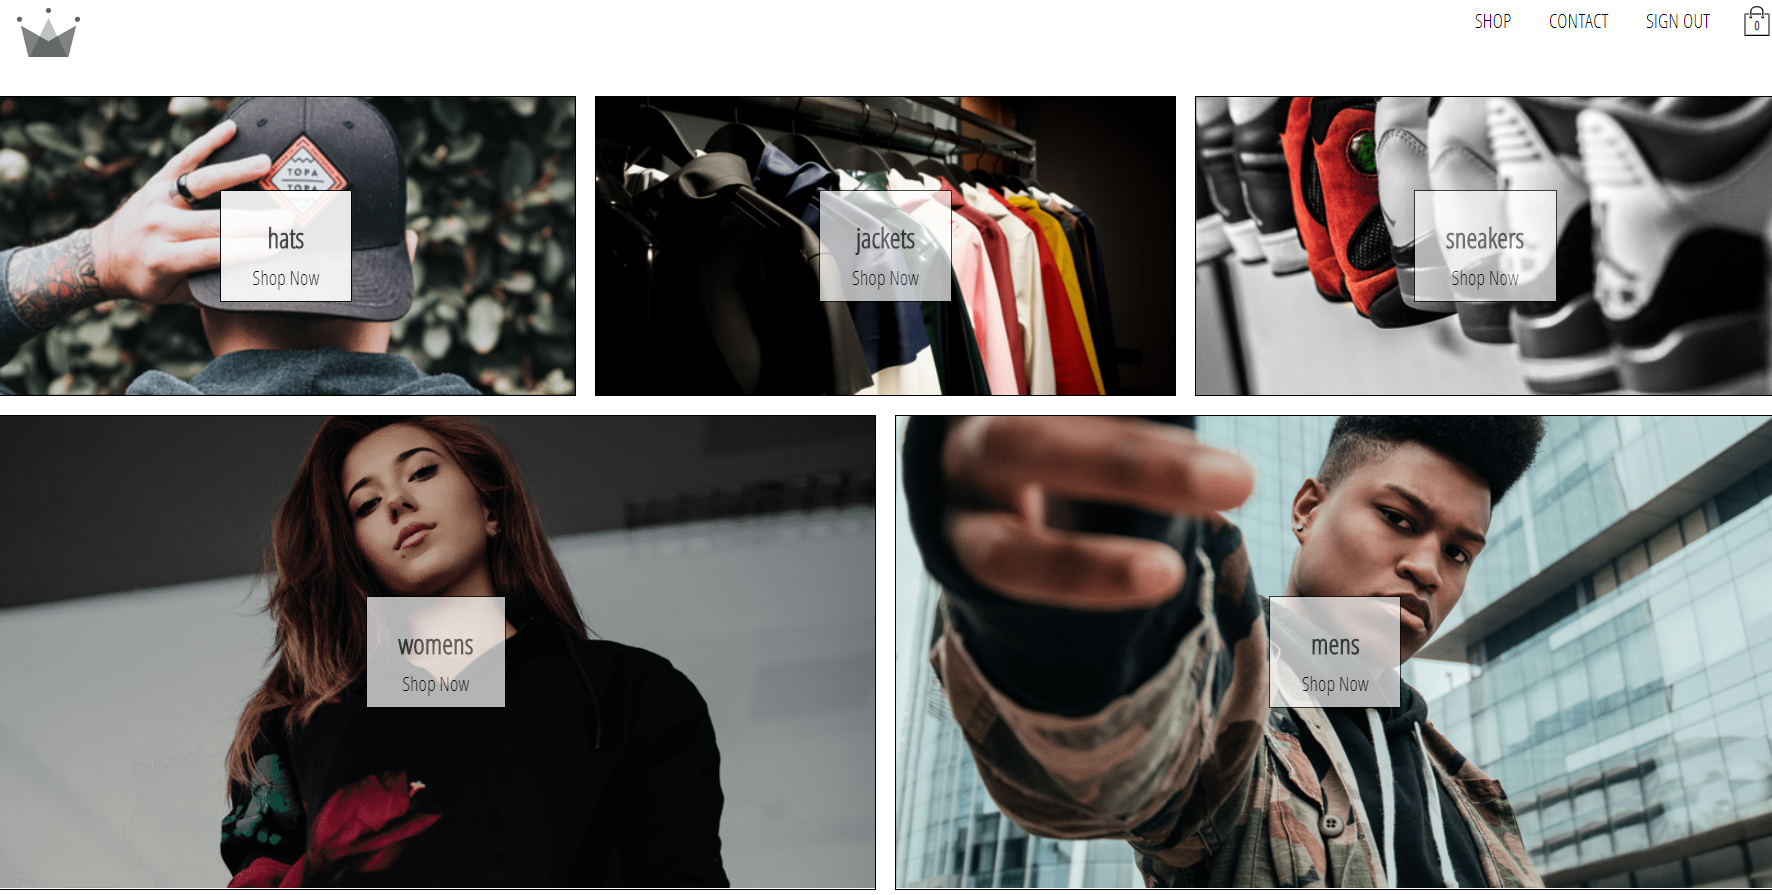 SHOP CONTACT SIGN OUT 0
TOPA
TOPA
hats
Shop Now
jackets
Shop Now
sneakers
Shop Now
womens
Shop Now
mens
Shop Now